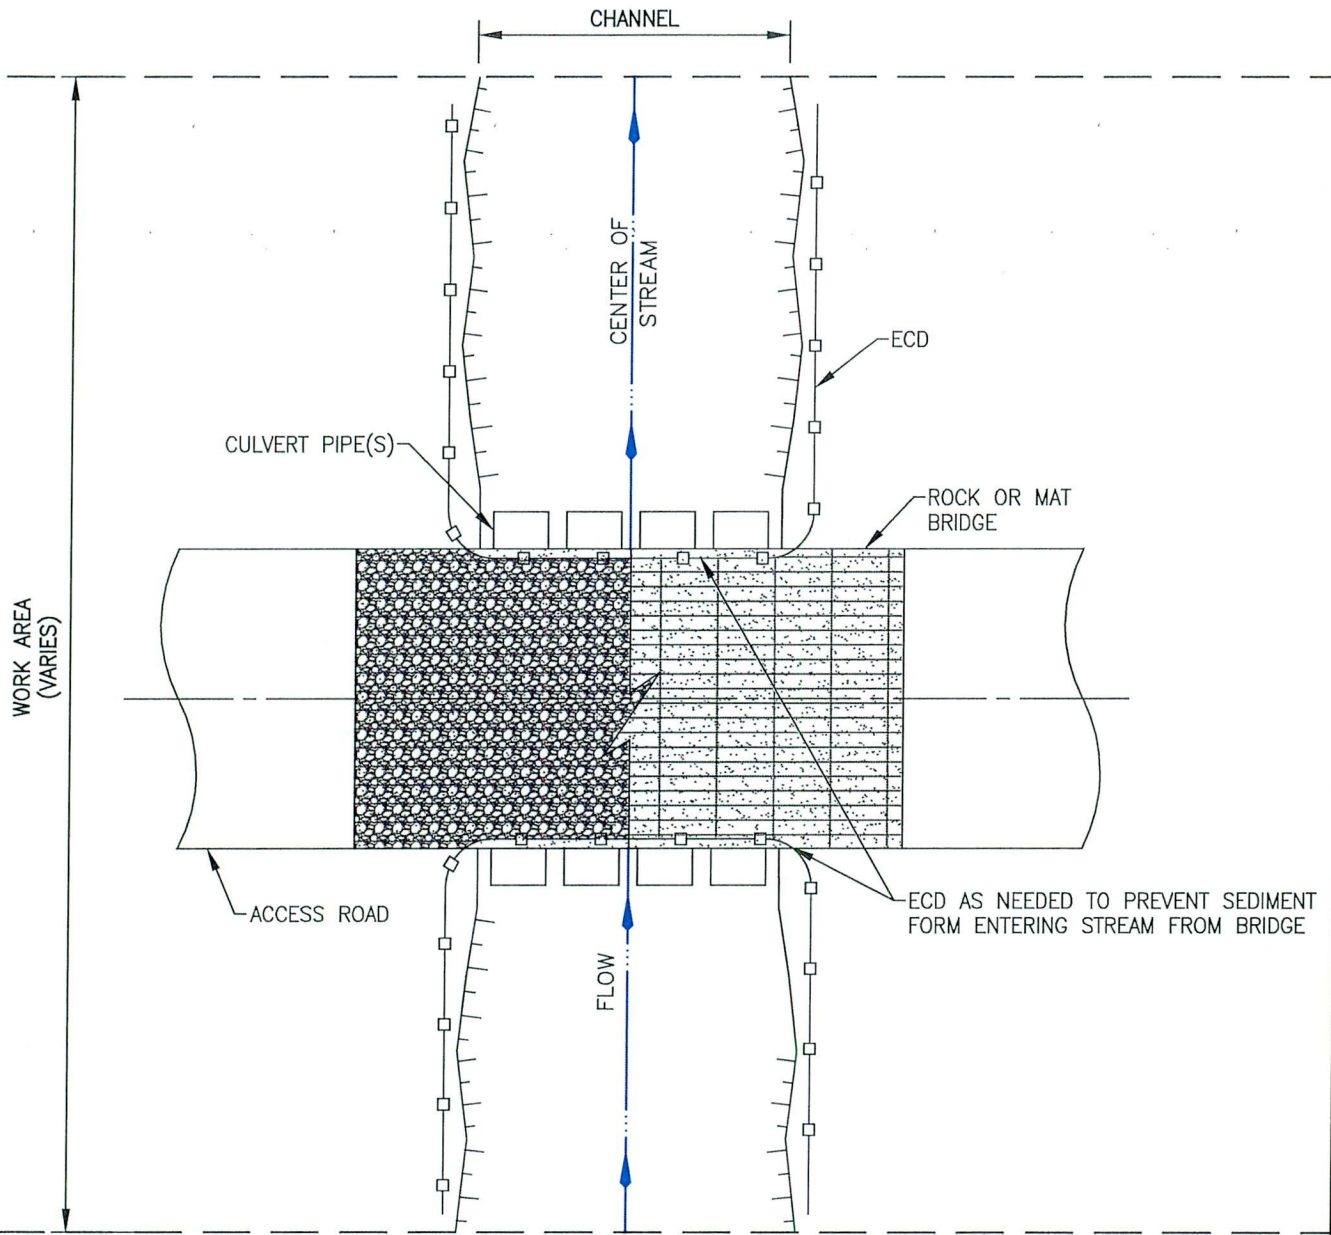 CHANNEL
CENTER OF
STREAM
ECD
CULVERT PIPE(S)
ROCK OR MAT
BRIDGE
WORK AREA
(VARIES)
ACCESS ROAD
ECD AS NEEDED TO PREVENT SEDIMENT
FORM ENTERING STREAM FROM BRIDGE
FLOW